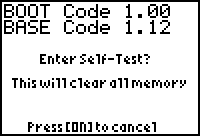 BOOT Code 1.00
BASE Code 1.12
Enter Self-Test?
This will clear all memory
Press [ON] to cancel